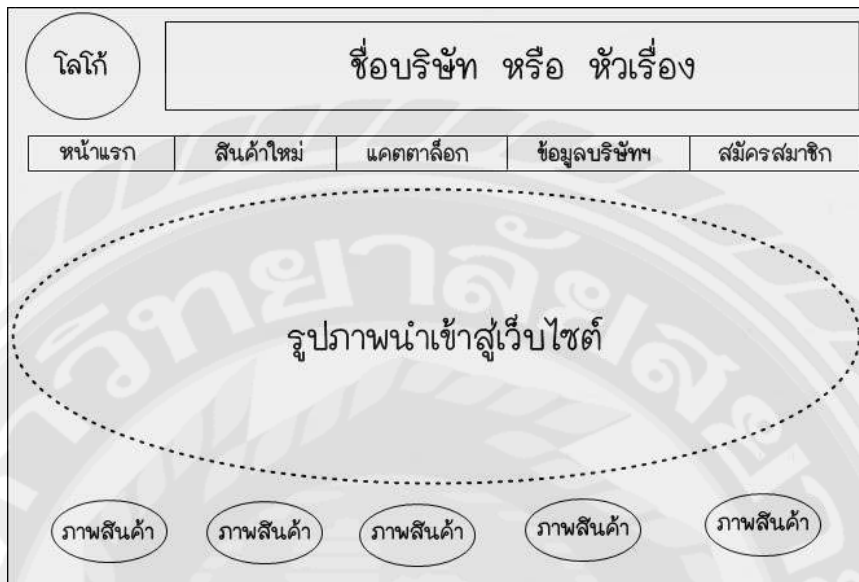 โลโก้
ชื่อบริษัท หรือ หัวเรื่อง
หน้าแรก สินค้าใหม่ แคตตาล็อก ข้อมูลบริษัทฯ สมัครสมาชิก
รูปภาพนำเข้าสู่เว็บไซต์
ภาพสินค้า ภาพสินค้า ภาพสินค้า ภาพสินค้า ภาพสินค้า